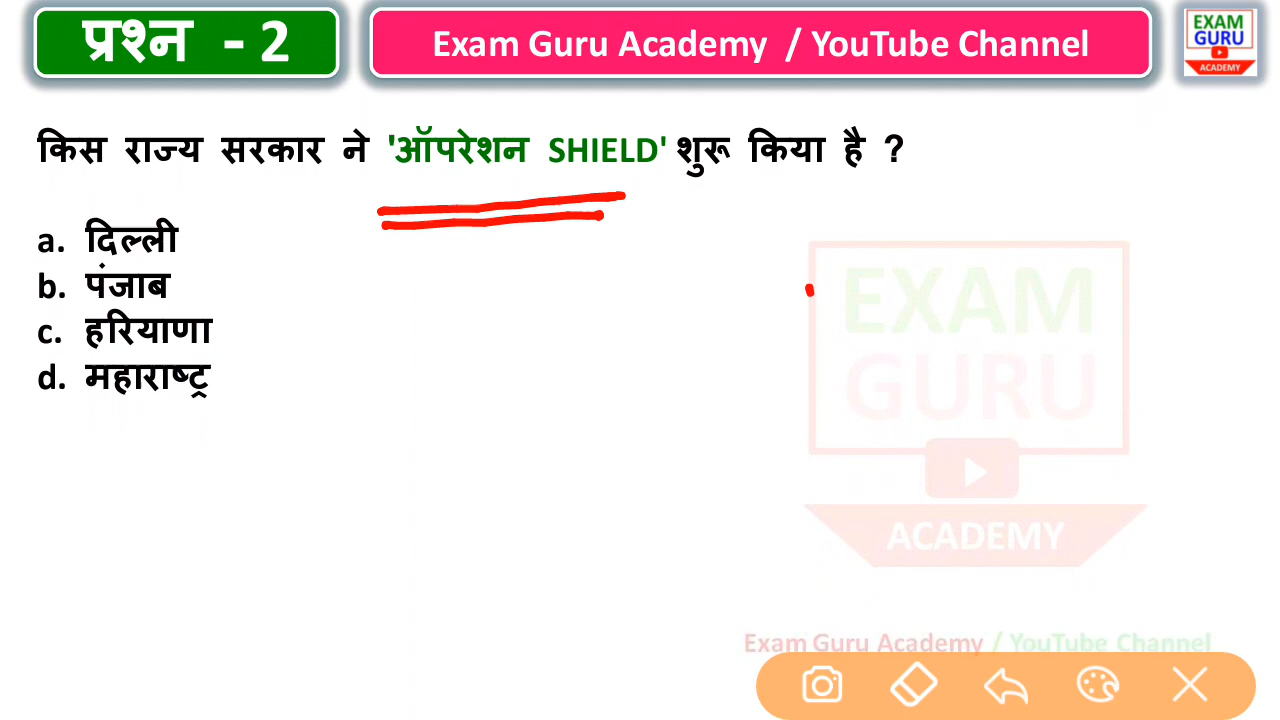 प्रश्न - 2
Exam Guru Academy / YouTube Channel
EXAM
GURU
ACADEMY
किस राज्य सरकार ने 'ऑपरेशन SHIELD' शुरू किया है ?
a. दिल्ली
b. पंजाब
c. हरियाणा
d. महाराष्ट्र
EXAM
GURU
ACADEMY
Exam Guru Academy / YouTube Channel